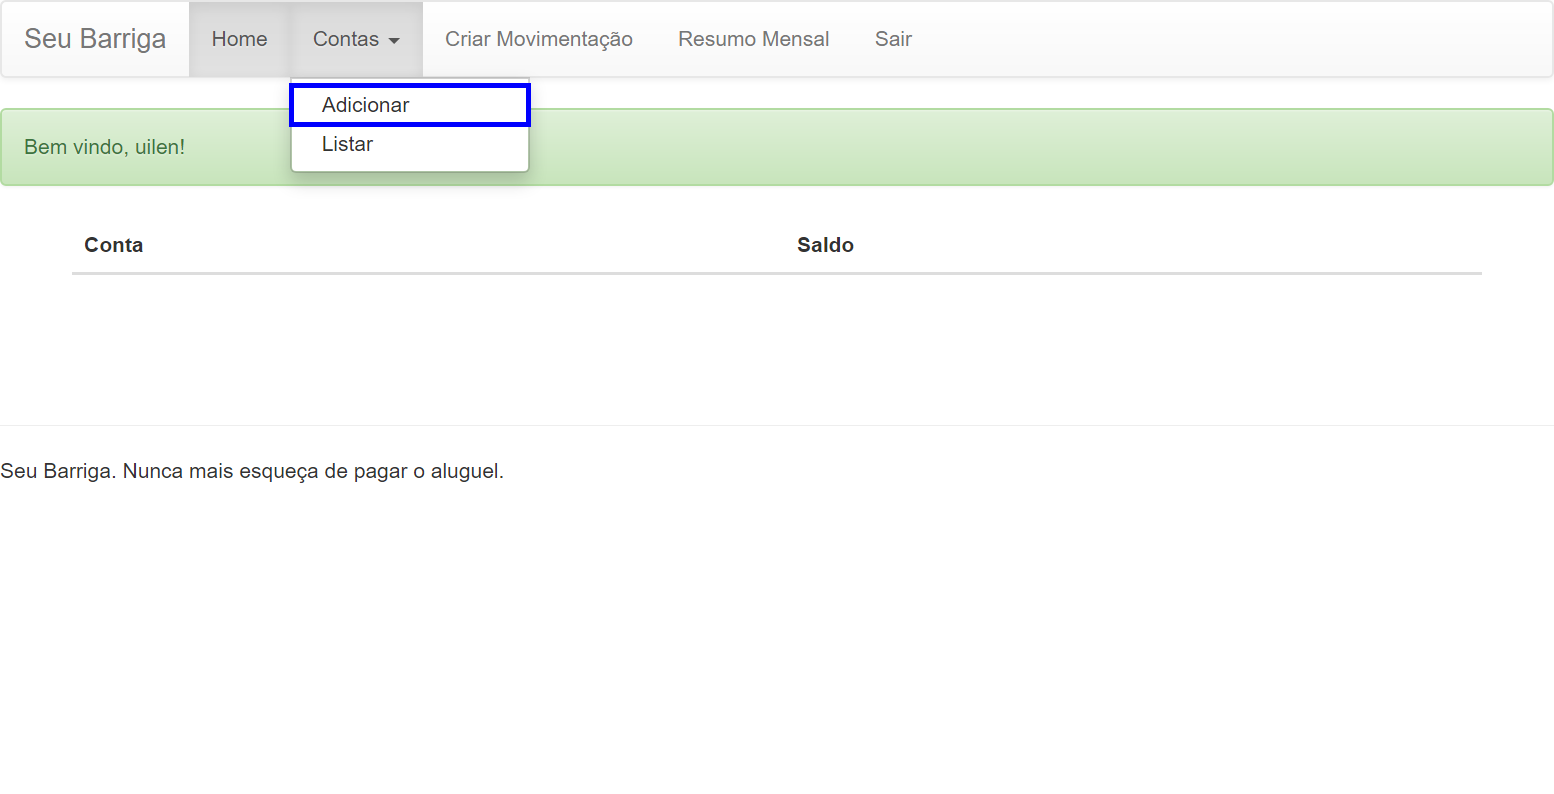 Seu Barriga Home Contas Criar Movimentação Resumo Mensal Sair
Adicionar
Listar
Bem vindo, uilen!
Conta Saldo
Seu Barriga. Nunca mais esqueça de pagar o aluguel.